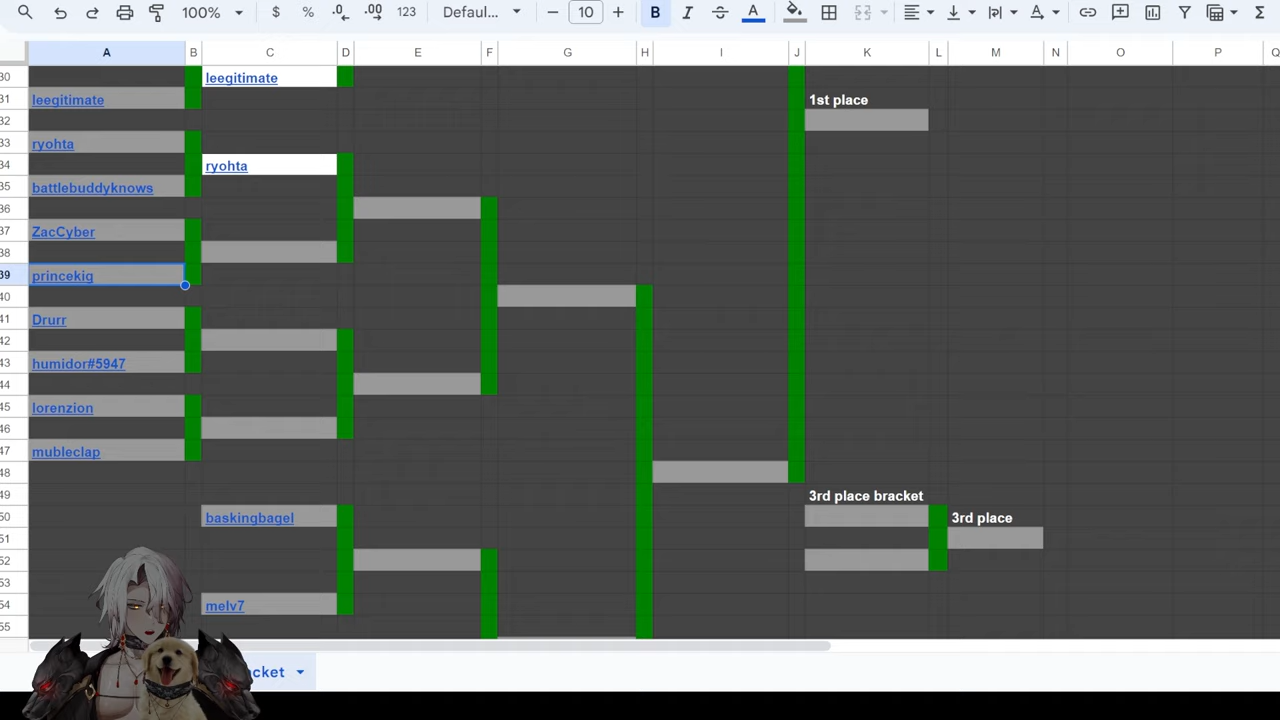 100% $ % .0 .00 123 Defaul... 10 B I A Σ
A B C D E F G H I J K L M N O P
30 leegitimate
31 leegitimate 1st place
32
33 ryohta
34 ryohta
35 battlebuddyknows
36
37 ZacCyber
38
39 princekig
40
41 Drurr
42
43 humidor#5947
44
45 lorenzion
46
47 mubleclap
48
49 3rd place bracket
50 baskingbagel 3rd place
51
52
53
54 melv7
55
cket